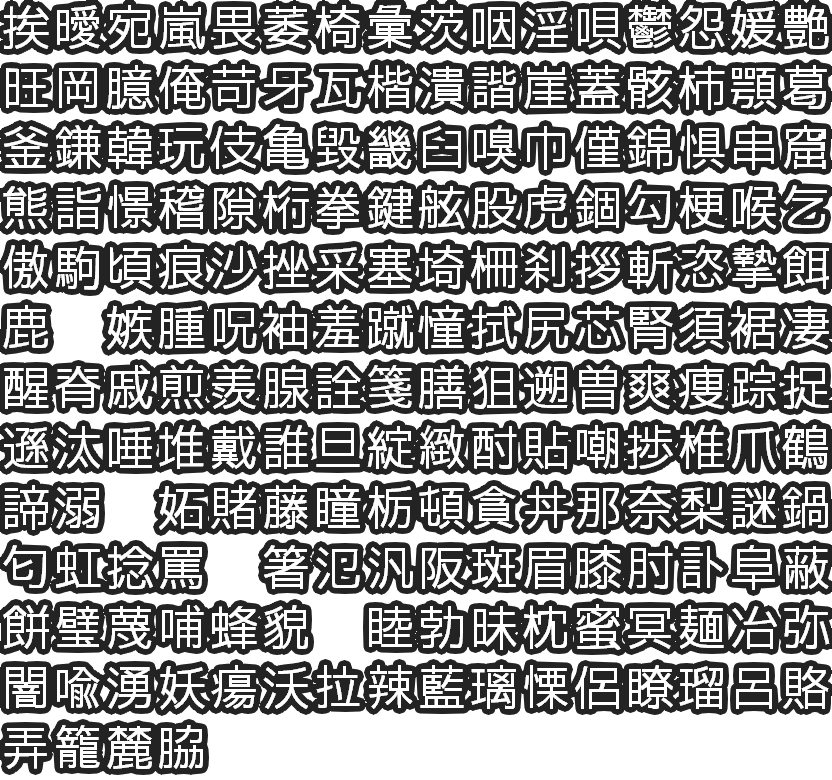 挨曖宛嵐畏萎椅彙茨咽淫唄鬱怨媛艶
旺岡臆俺苛牙瓦楷潰諧崖蓋骸柿顎葛
釜鎌韓玩伎亀毀畿臼嗅巾僅錦惧串窟
熊詣憬稽隙桁拳鍵舷股虎錮勾梗喉乞
傲駒頃痕沙挫采塞埼柵刹拶斬恣摯餌
鹿 嫉腫呪袖羞蹴憧拭尻芯腎須裾凄
醒脊戚煎羨腺詮箋膳狙遡曽爽痩踪捉
遜汰唾堆戴誰旦綻緻酎貼嘲捗椎爪鶴
諦溺 妬賭藤瞳栃頓貪丼那奈梨謎鍋
匂虹捻罵 箸氾汎阪斑眉膝肘訃阜蔽
餅璧蔑哺蜂貌 睦勃昧枕蜜冥麺冶弥
闇喩湧妖瘍沃拉辣藍璃慄侶瞭瑠呂賂
弄籠麓脇